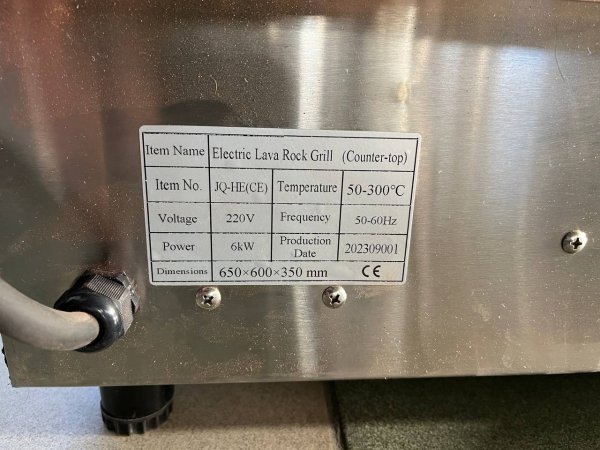 Item Name Electric Lava Rock Grill (Counter-top)
Item No. JQ-HE(CE) Temperature 50-300℃
Voltage 220V Frequency 50-60Hz
Power 6kW Production Date 202309001
Dimensions 650×600×350 mm CE